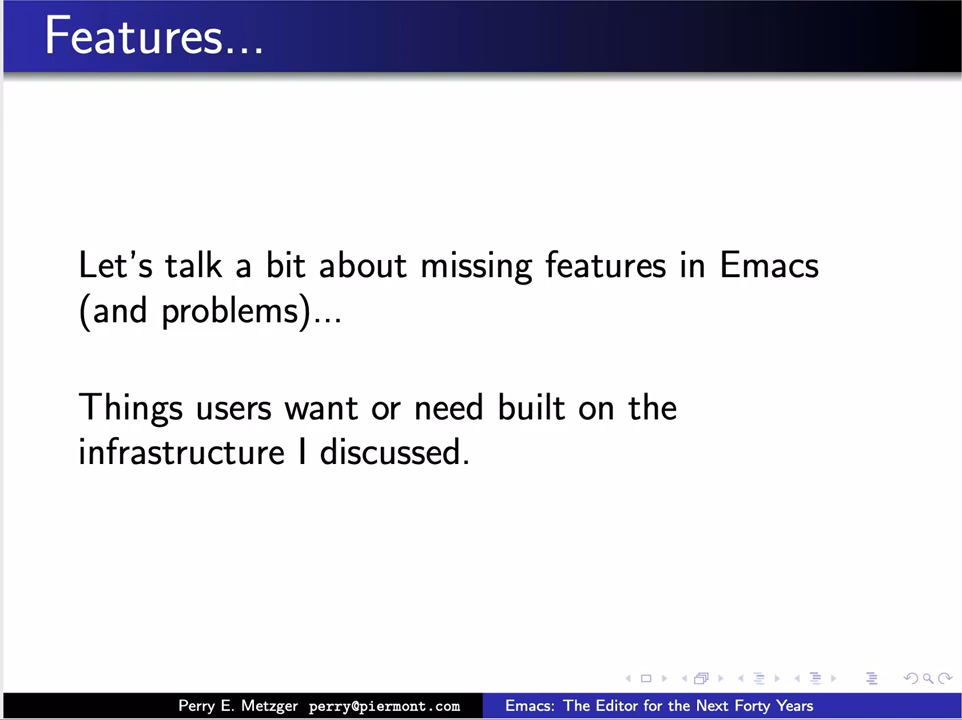 Features...
Let's talk a bit about missing features in Emacs
(and problems)...
Things users want or need built on the
infrastructure I discussed.
Perry E. Metzger perry@piermont.com
Emacs: The Editor for the Next Forty Years